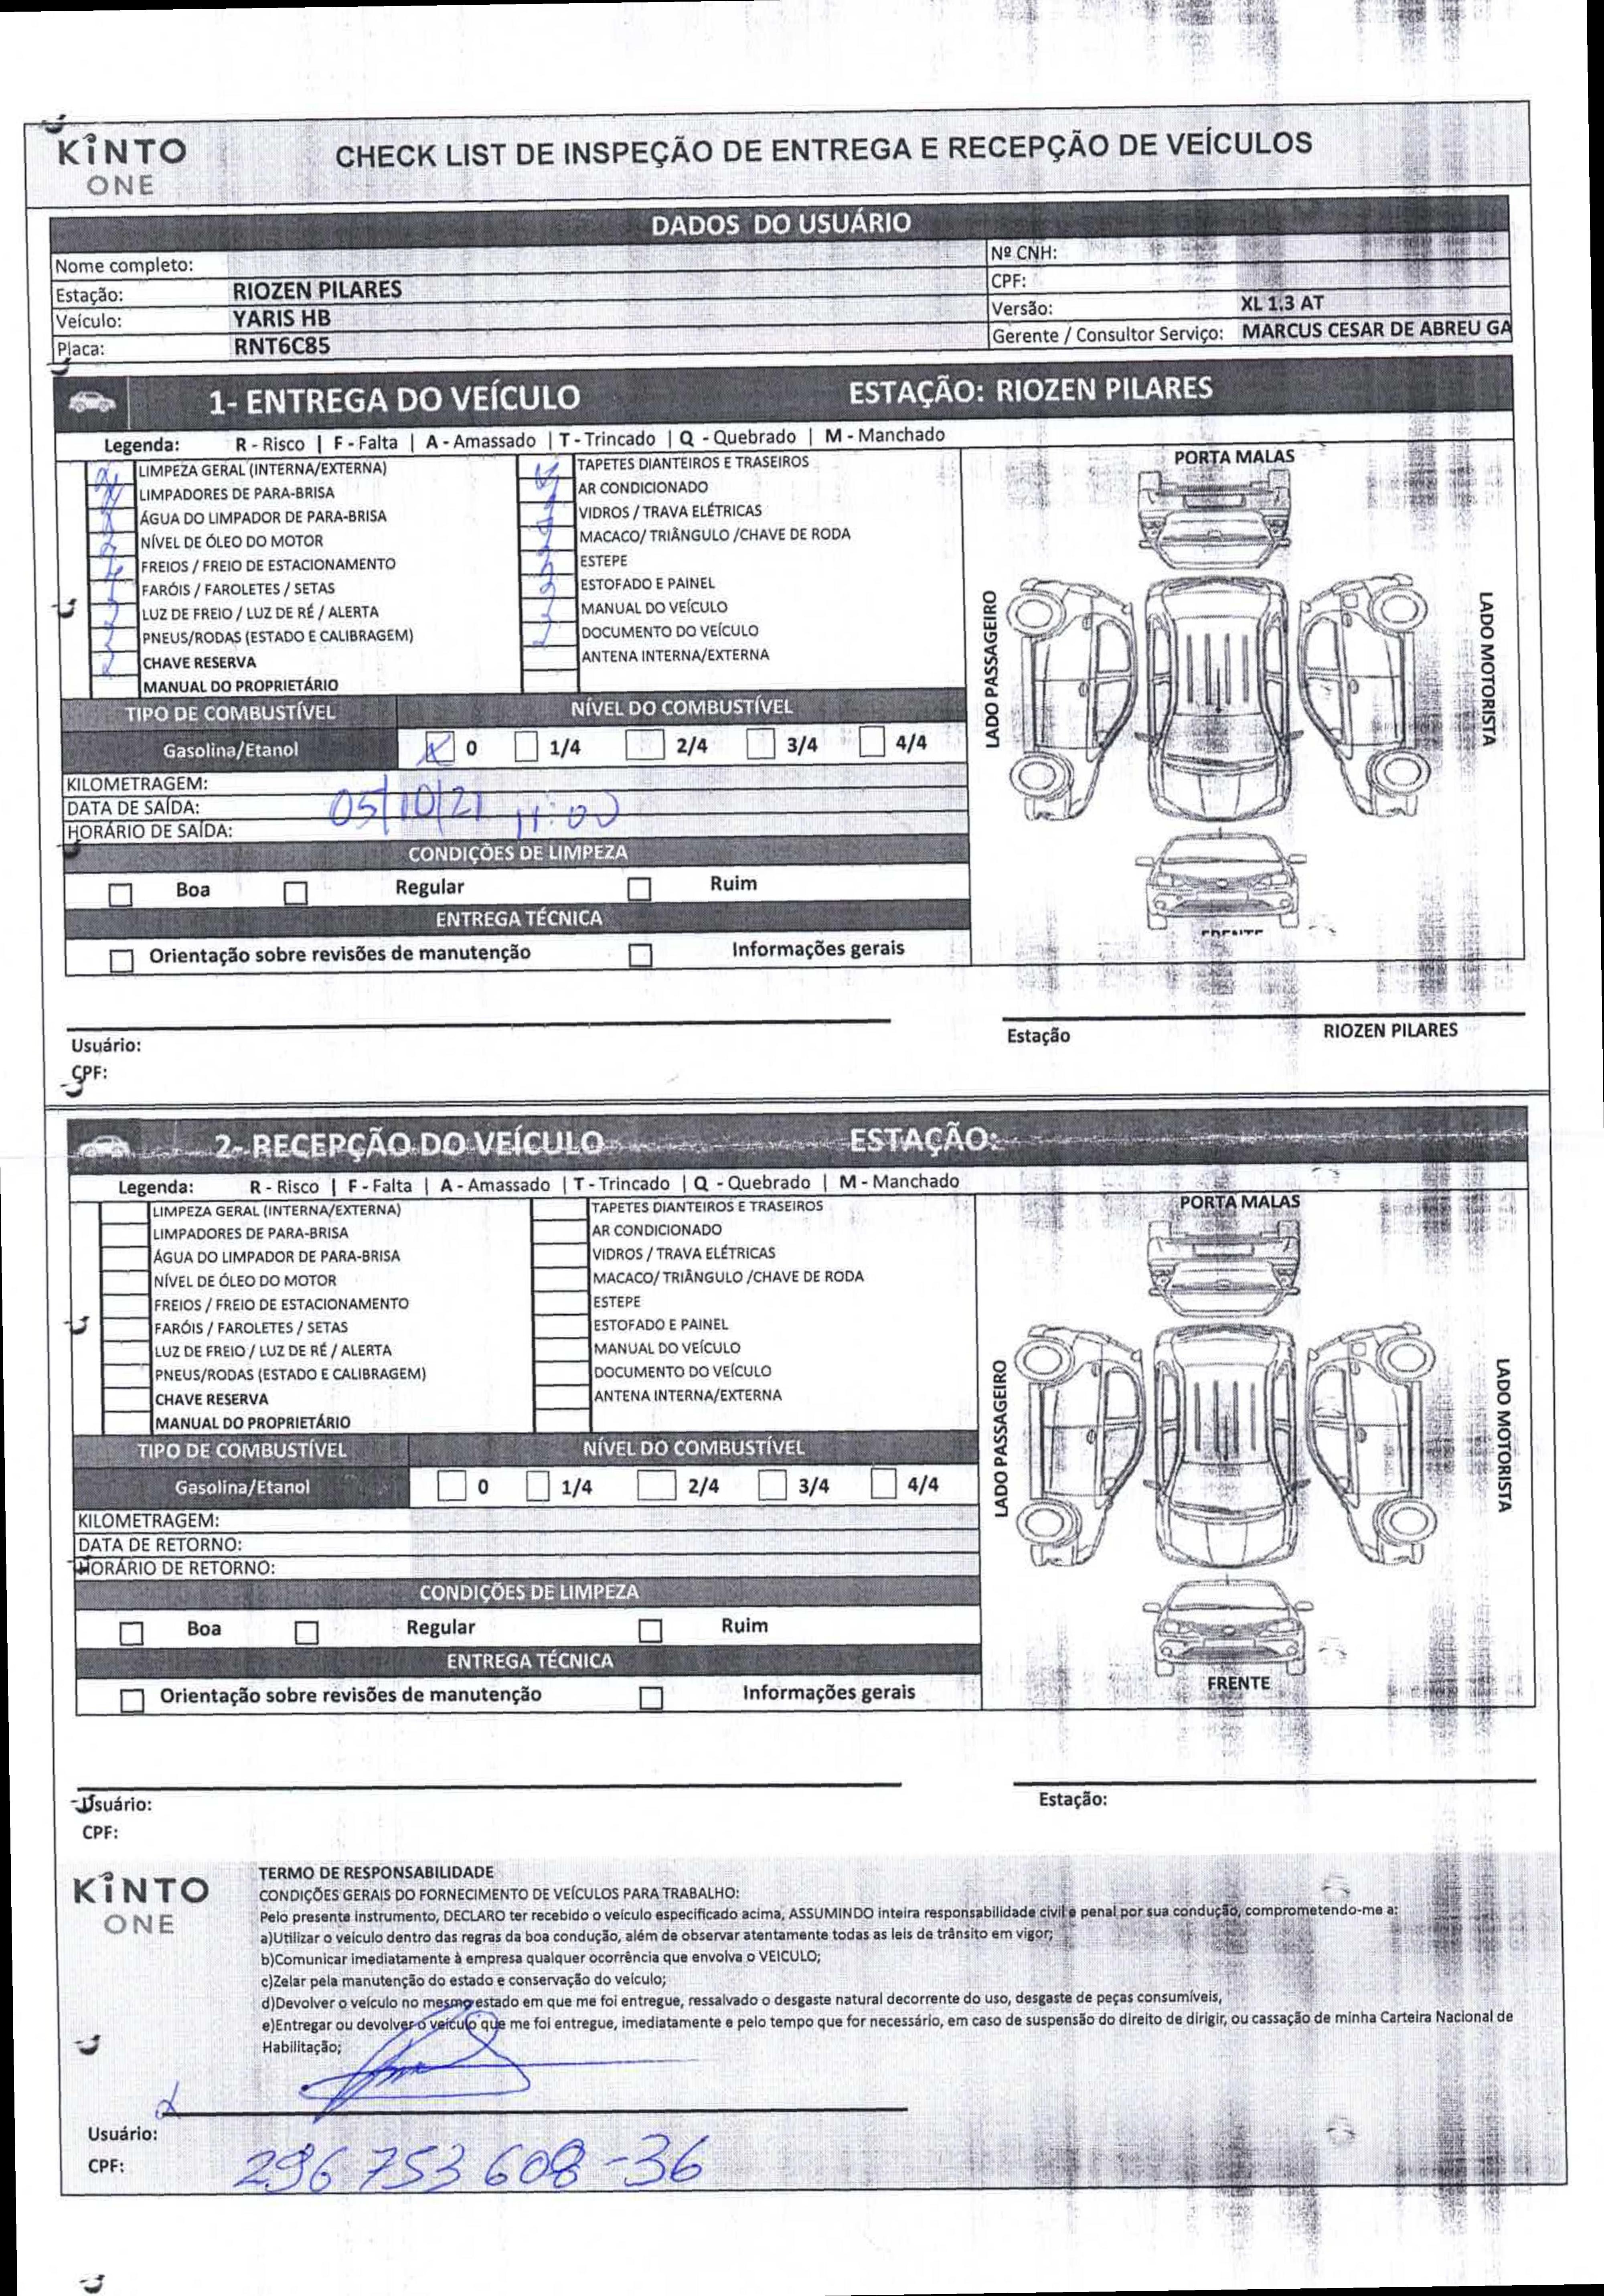 KINTO
ONE
CHECK LIST DE INSPEÇÃO DE ENTREGA E RECEPÇÃO DE VEÍCULOS
DADOS DO USUÁRIO
Nome completo: Nº CNH:
Estação: RIOZEN PILARES CPF:
Veículo: YARIS HB Versão: XL 1.3 AT
Placa: RNT6C85 Gerente / Consultor Serviço: MARCUS CESAR DE ABREU GA
1- ENTREGA DO VEÍCULO ESTAÇÃO: RIOZEN PILARES
Legenda: R - Risco | F - Falta | A - Amassado | T - Trincado | Q - Quebrado | M - Manchado
LIMPEZA GERAL (INTERNA/EXTERNA) TAPETES DIANTEIROS E TRASEIROS
LIMPADORES DE PARA-BRISA AR CONDICIONADO
ÁGUA DO LIMPADOR DE PARA-BRISA VIDROS / TRAVA ELÉTRICAS
NÍVEL DE ÓLEO DO MOTOR MACACO/ TRIÂNGULO /CHAVE DE RODA
FREIOS / FREIO DE ESTACIONAMENTO ESTEPE
FARÓIS / FAROLETES / SETAS ESTOFADO E PAINEL
LUZ DE FREIO / LUZ DE RÉ / ALERTA MANUAL DO VEÍCULO
PNEUS/RODAS (ESTADO E CALIBRAGEM) DOCUMENTO DO VEÍCULO
CHAVE RESERVA ANTENA INTERNA/EXTERNA
MANUAL DO PROPRIETÁRIO
PORTA MALAS
LADO PASSAGEIRO
LADO MOTORISTA
TIPO DE COMBUSTÍVEL NÍVEL DO COMBUSTÍVEL
Gasolina/Etanol X 0 1/4 2/4 3/4 4/4
KILOMETRAGEM:
DATA DE SAÍDA: 05/10/21
HORÁRIO DE SAÍDA: 11:00
CONDIÇÕES DE LIMPEZA
Boa Regular Ruim
ENTREGA TÉCNICA
FRENTE
Orientação sobre revisões de manutenção Informações gerais
Usuário: Estação RIOZEN PILARES
CPF:
2- RECEPÇÃO DO VEÍCULO ESTAÇÃO:
Legenda: R - Risco | F - Falta | A - Amassado | T - Trincado | Q - Quebrado | M - Manchado
LIMPEZA GERAL (INTERNA/EXTERNA) TAPETES DIANTEIROS E TRASEIROS
LIMPADORES DE PARA-BRISA AR CONDICIONADO
ÁGUA DO LIMPADOR DE PARA-BRISA VIDROS / TRAVA ELÉTRICAS
NÍVEL DE ÓLEO DO MOTOR MACACO/ TRIÂNGULO /CHAVE DE RODA
FREIOS / FREIO DE ESTACIONAMENTO ESTEPE
FARÓIS / FAROLETES / SETAS ESTOFADO E PAINEL
LUZ DE FREIO / LUZ DE RÉ / ALERTA MANUAL DO VEÍCULO
PNEUS/RODAS (ESTADO E CALIBRAGEM) DOCUMENTO DO VEÍCULO
CHAVE RESERVA ANTENA INTERNA/EXTERNA
MANUAL DO PROPRIETÁRIO
PORTA MALAS
LADO PASSAGEIRO
LADO MOTORISTA
TIPO DE COMBUSTÍVEL NÍVEL DO COMBUSTÍVEL
Gasolina/Etanol 0 1/4 2/4 3/4 4/4
KILOMETRAGEM:
DATA DE RETORNO:
HORÁRIO DE RETORNO:
CONDIÇÕES DE LIMPEZA
Boa Regular Ruim
ENTREGA TÉCNICA
FRENTE
Orientação sobre revisões de manutenção Informações gerais
Usuário: Estação:
CPF:
KINTO
ONE
TERMO DE RESPONSABILIDADE
CONDIÇÕES GERAIS DO FORNECIMENTO DE VEÍCULOS PARA TRABALHO:
Pelo presente instrumento, DECLARO ter recebido o veículo especificado acima, ASSUMINDO inteira responsabilidade civil e penal por sua condução, comprometendo-me a:
a)Utilizar o veículo dentro das regras da boa condução, além de observar atentamente todas as leis de trânsito em vigor;
b)Comunicar imediatamente à empresa qualquer ocorrência que envolva o VEICULO;
c)Zelar pela manutenção do estado e conservação do veículo;
d)Devolver o veículo no mesmo estado em que me foi entregue, ressalvado o desgaste natural decorrente do uso, desgaste de peças consumíveis,
e)Entregar ou devolver o veículo que me foi entregue, imediatamente e pelo tempo que for necessário, em caso de suspensão do direito de dirigir, ou cassação de minha Carteira Nacional de
Habilitação;
Usuário:
CPF: 296 753 608-36